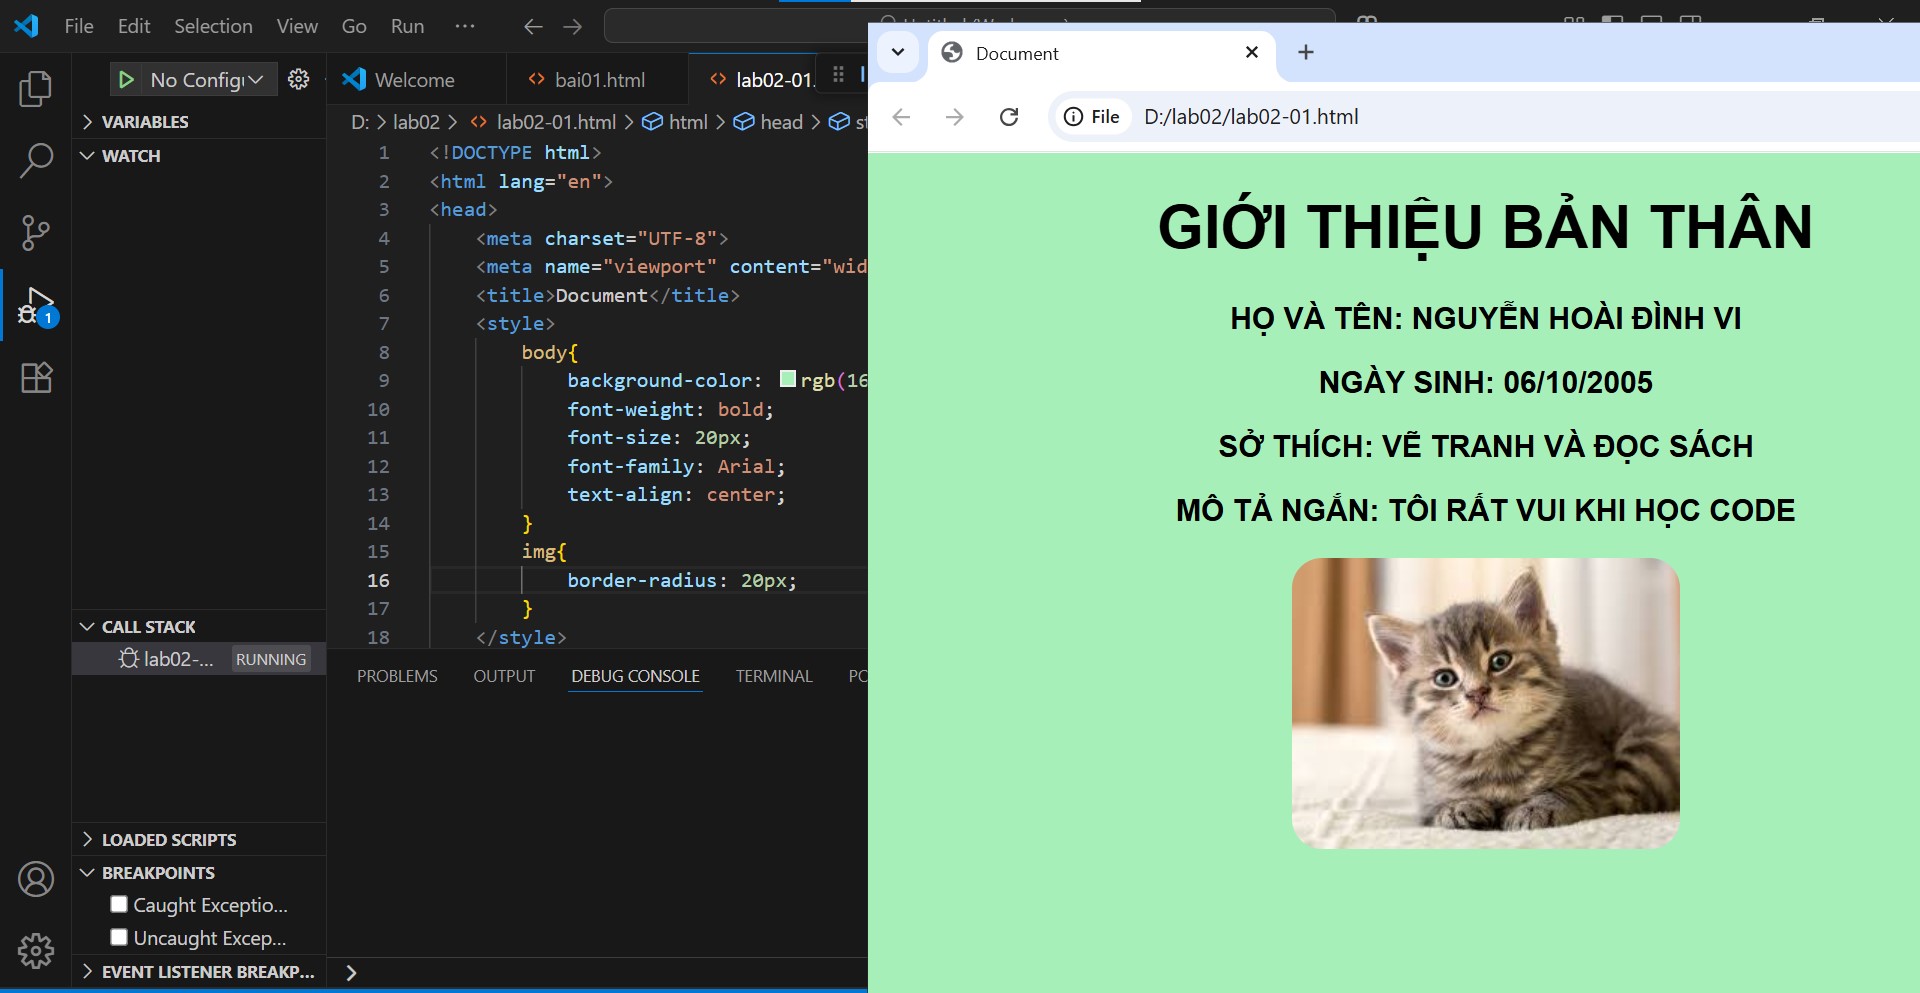 File Edit Selection View Go Run ···
No Config
Welcome
bai01.html
lab02-01.
VARIABLES
WATCH
CALL STACK
lab02-...
RUNNING
LOADED SCRIPTS
BREAKPOINTS
Caught Exceptio...
Uncaught Excep...
EVENT LISTENER BREAKP...
1
D: > lab02 > lab02-01.html > html > head > st
1 <!DOCTYPE html>
2 <html lang="en">
3 <head>
4 <meta charset="UTF-8">
5 <meta name="viewport" content="wid
6 <title>Document</title>
7 <style>
8 body{
9 background-color: rgb(16
10 font-weight: bold;
11 font-size: 20px;
12 font-family: Arial;
13 text-align: center;
14 }
15 img{
16 border-radius: 20px;
17 }
18 </style>
PROBLEMS OUTPUT DEBUG CONSOLE TERMINAL PO
Document
File D:/lab02/lab02-01.html
GIỚI THIỆU BẢN THÂN
HỌ VÀ TÊN: NGUYỄN HOÀI ĐÌNH VI
NGÀY SINH: 06/10/2005
SỞ THÍCH: VẼ TRANH VÀ ĐỌC SÁCH
MÔ TẢ NGẮN: TÔI RẤT VUI KHI HỌC CODE